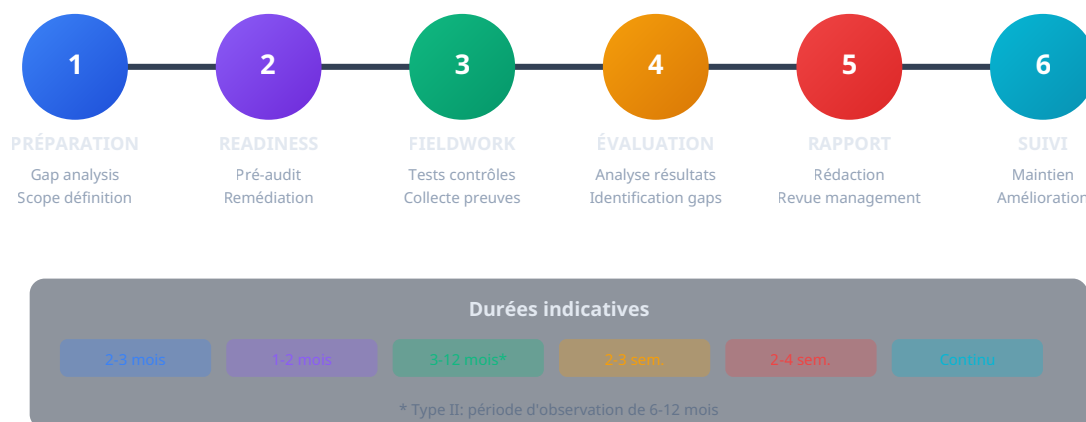 1 2 3 4 5 6
PRÉPARATION READINESS FIELDWORK ÉVALUATION RAPPORT SUIVI
Gap analysis Pré-audit Tests contrôles Analyse résultats Rédaction Maintien
Scope définition Remédiation Collecte preuves Identification gaps Revue management Amélioration
Durées indicatives
2-3 mois 1-2 mois 3-12 mois* 2-3 sem. 2-4 sem. Continu
* Type II: période d'observation de 6-12 mois